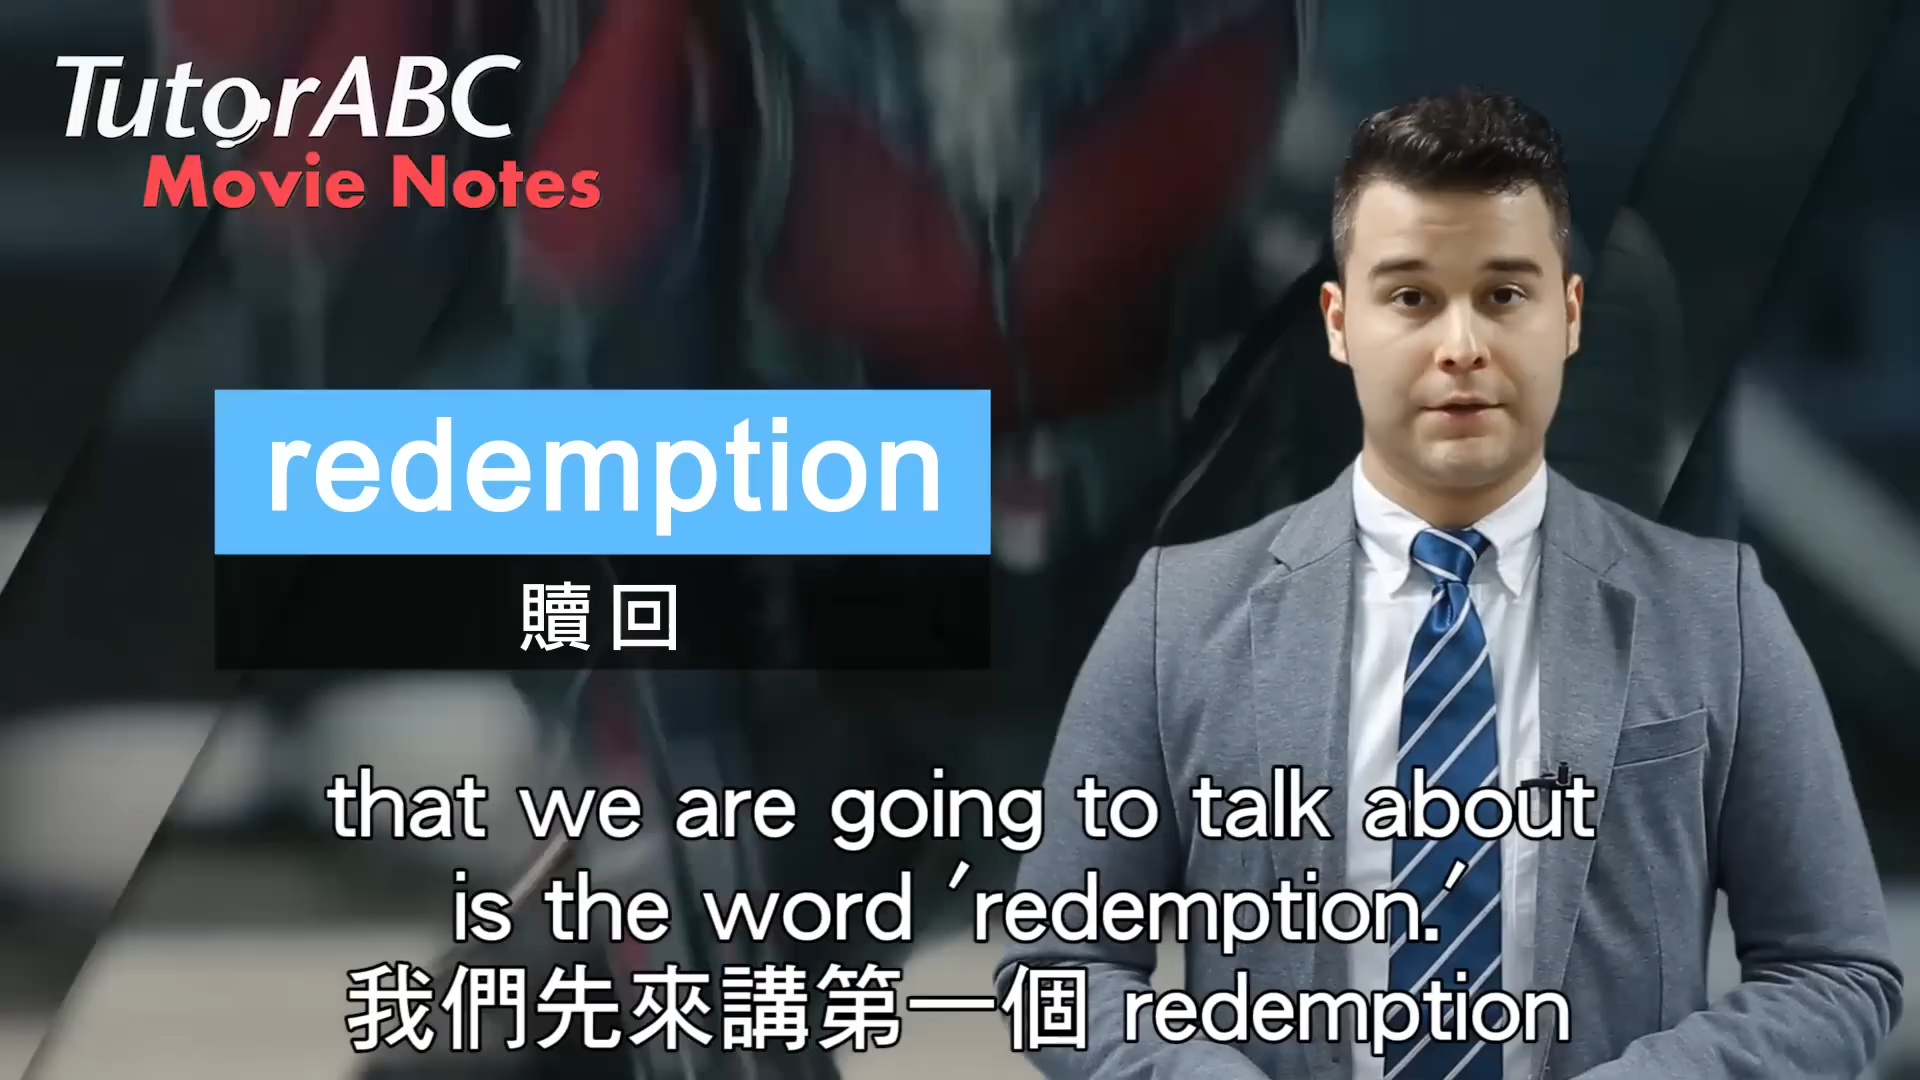 TutorABC
Movie Notes
redemption
贖回
that we are going to talk about
is the word 'redemption.'
我們先來講第一個 redemption